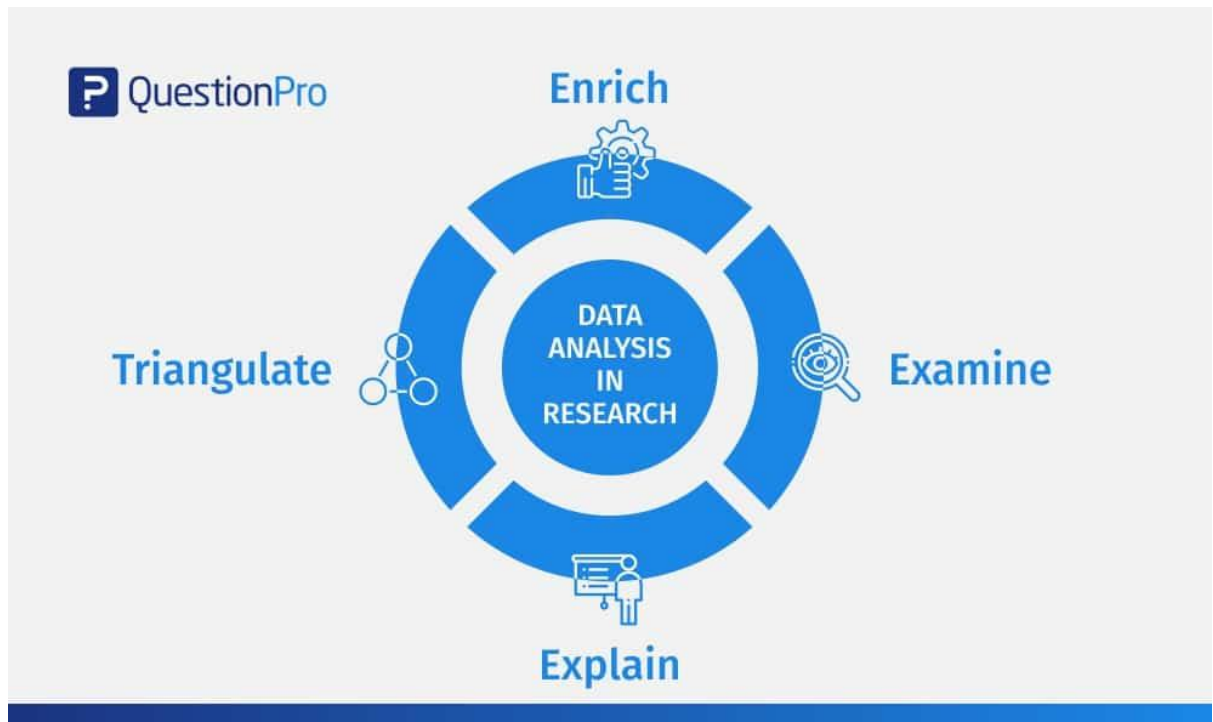 QuestionPro
Enrich
Triangulate
DATA
ANALYSIS
IN
RESEARCH
Examine
Explain